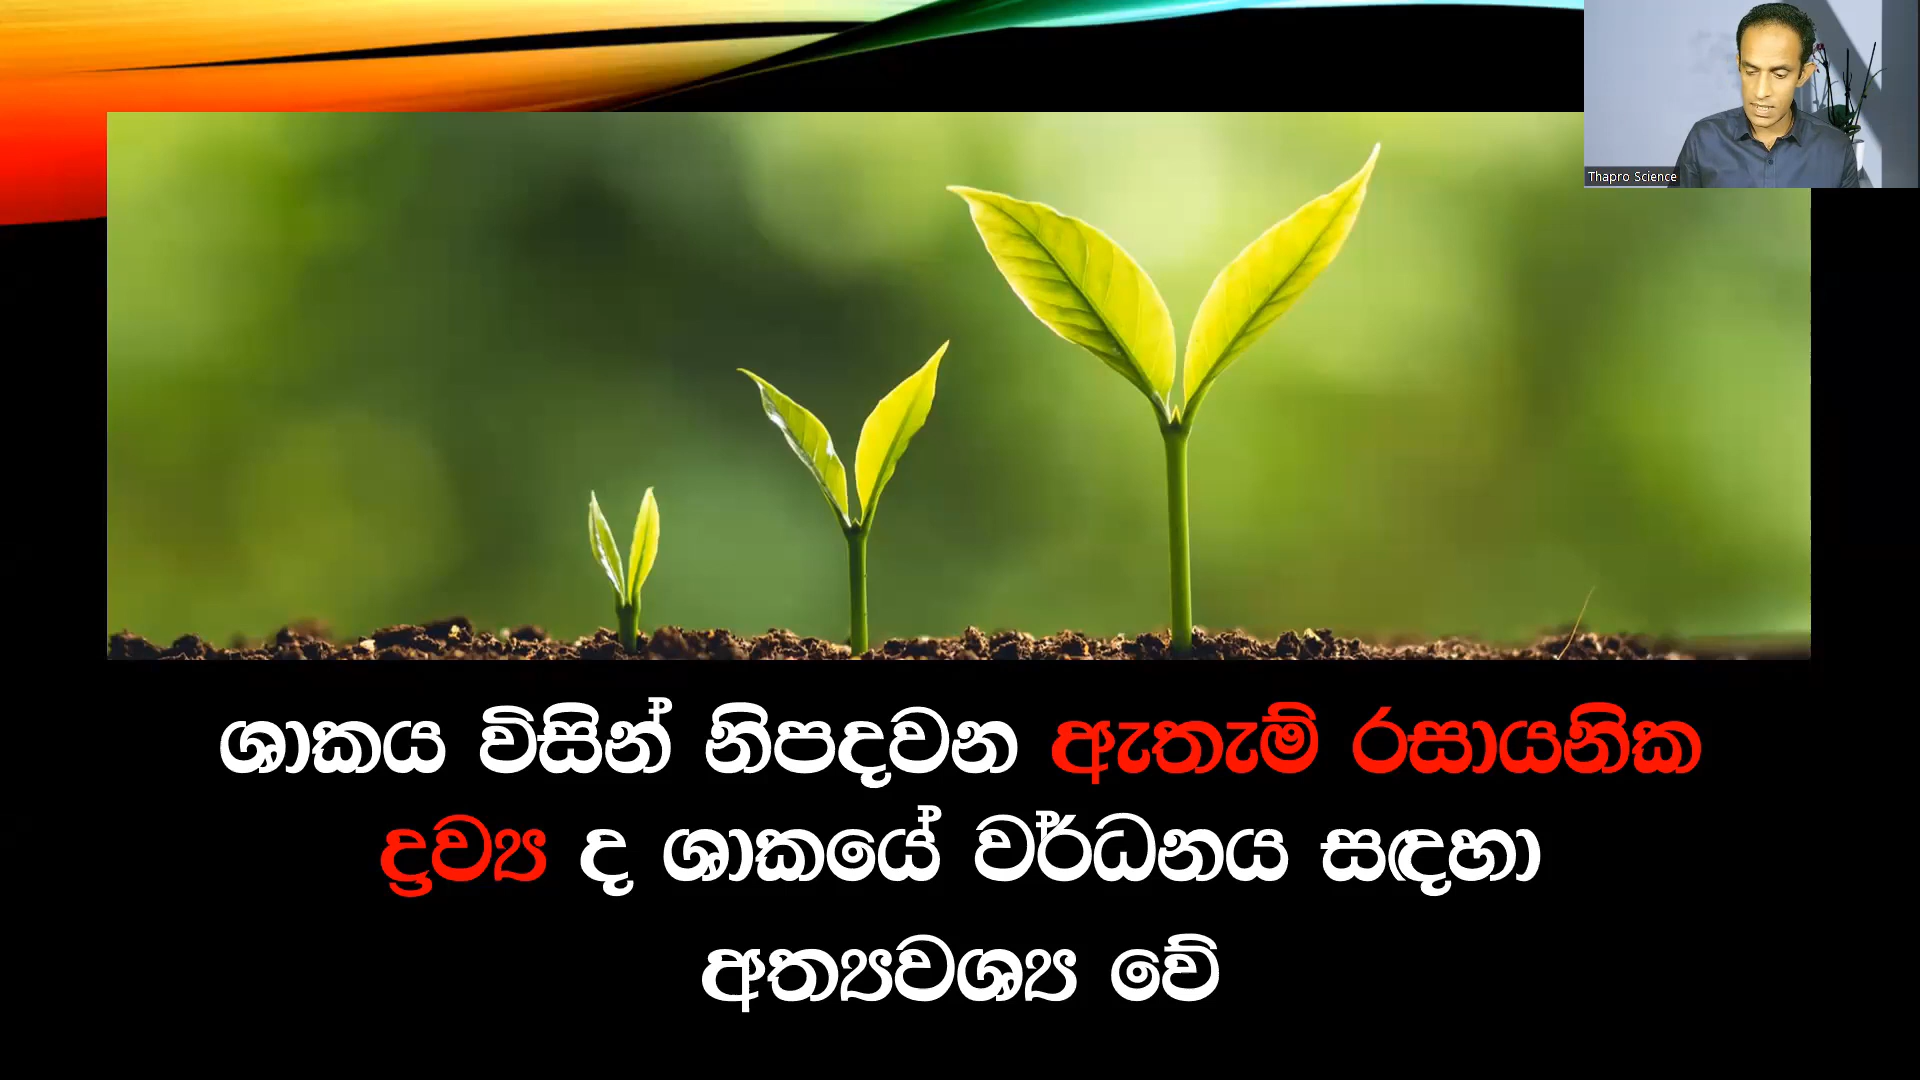 Thapro Science
ශාකය විසින් නිපදවන ඇතැම් රසායනික
ද්‍රව්‍ය ද ශාකයේ වර්ධනය සඳහා
අත්‍යවශ්‍ය වේ